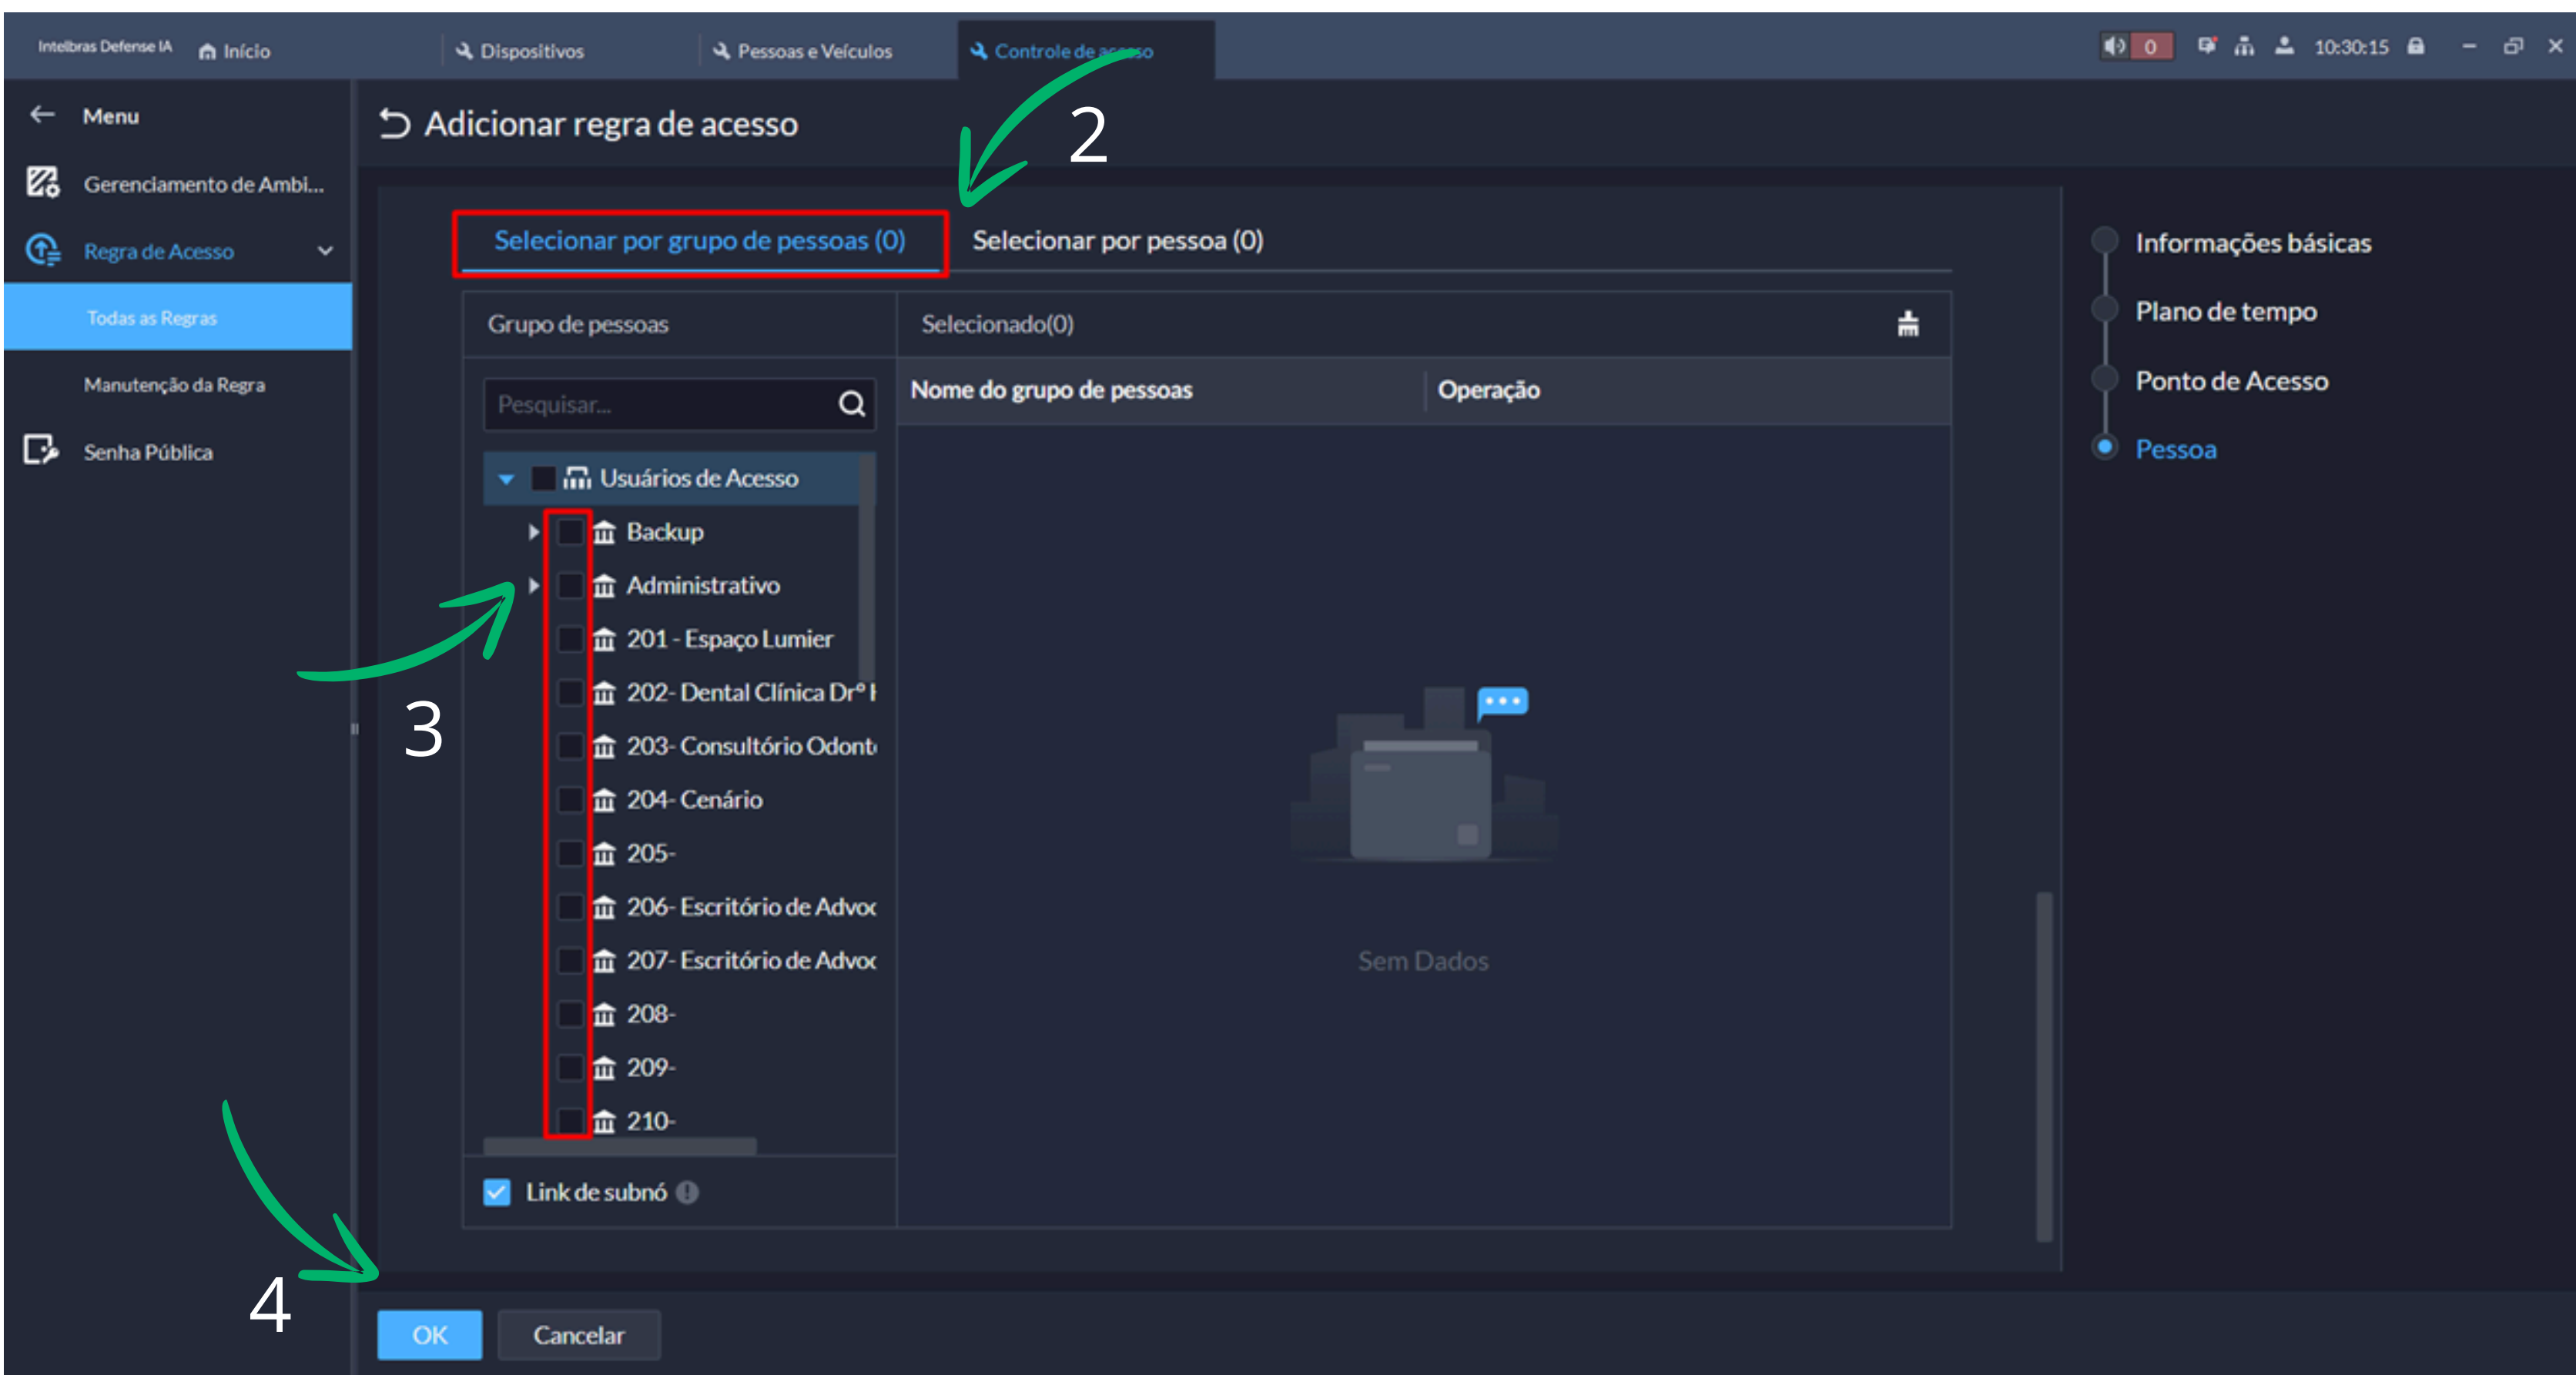 Intelbras Defense IA
Início
Dispositivos
Pessoas e Veículos
Controle de acesso
0
10:30:15
Menu
Adicionar regra de acesso
2
Gerenciamento de Ambi...
Regra de Acesso
Todas as Regras
Manutenção da Regra
Senha Pública
Selecionar por grupo de pessoas (0)
Selecionar por pessoa (0)
Grupo de pessoas
Selecionado(0)
Pesquisar...
Nome do grupo de pessoas
Operação
Usuários de Acesso
Backup
Administrativo
201 - Espaço Lumier
202- Dental Clínica Drº
203- Consultório Odont
204- Cenário
205-
206- Escritório de Advoc
207- Escritório de Advoc
208-
209-
210-
3
Link de subnó
Sem Dados
Informações básicas
Plano de tempo
Ponto de Acesso
Pessoa
4
OK
Cancelar